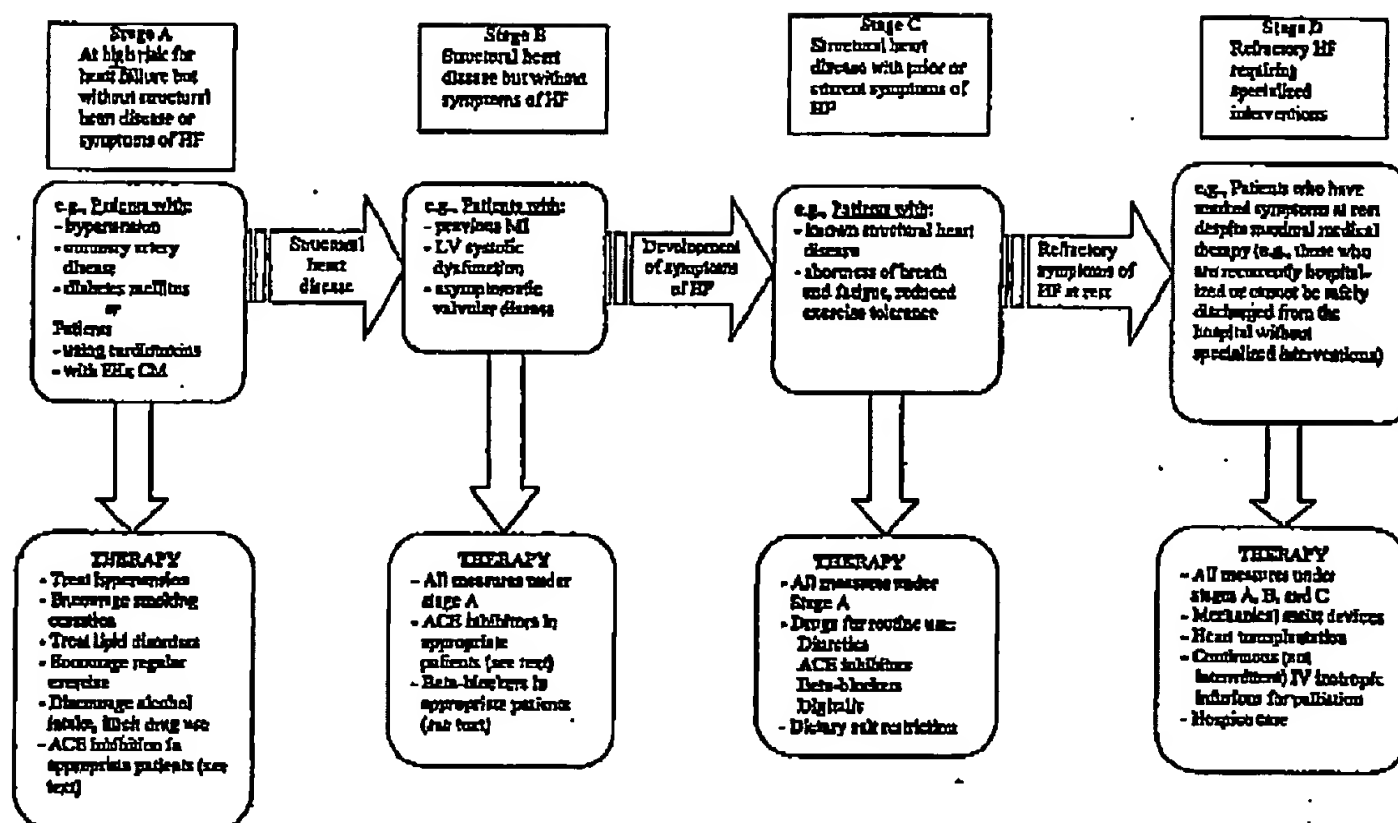 Stage A
At high risk for
heart failure but
without structural
heart disease or
symptoms of HF
Stage B
Structural heart
disease but without
symptoms of HF
Stage C
Structural heart
disease with prior or
current symptoms of
HF
Stage D
Refractory HF
requiring
specialized
interventions
e.g., Patients with:
- hypertension
- coronary artery
disease
- diabetes mellitus
or
Patients
- using cardiotoxins
- with FHx CM
Structural
heart
disease
e.g., Patients with:
- previous MI
- LV systolic
dysfunction
- asymptomatic
valvular disease
Development
of symptoms
of HF
e.g., Patients with:
- known structural heart
disease
- shortness of breath
and fatigue, reduced
exercise tolerance
Refractory
symptoms of
HF at rest
e.g., Patients who have
marked symptoms at rest
despite maximal medical
therapy (e.g., those who
are recurrently hospital-
ized or cannot be safely
discharged from the
hospital without
specialized interventions)
THERAPY
- Treat hypertension
- Encourage smoking
cessation
- Treat lipid disorders
- Encourage regular
exercise
- Discourage alcohol
intake, illicit drug use
- ACE inhibition in
appropriate patients (see
text)
THERAPY
- All measures under
stage A
- ACE inhibitors in
appropriate
patients (see text)
- Beta-blockers in
appropriate patients
(see text)
THERAPY
- All measures under
Stage A
- Drugs for routine use:
Diuretics
ACE inhibitors
Beta-blockers
Digitalis
- Dietary salt restriction
THERAPY
- All measures under
stages A, B, and C
- Mechanical assist devices
- Heart transplantation
- Continuous (not
intermittent) IV inotropic
infusions for palliation
- Hospice care